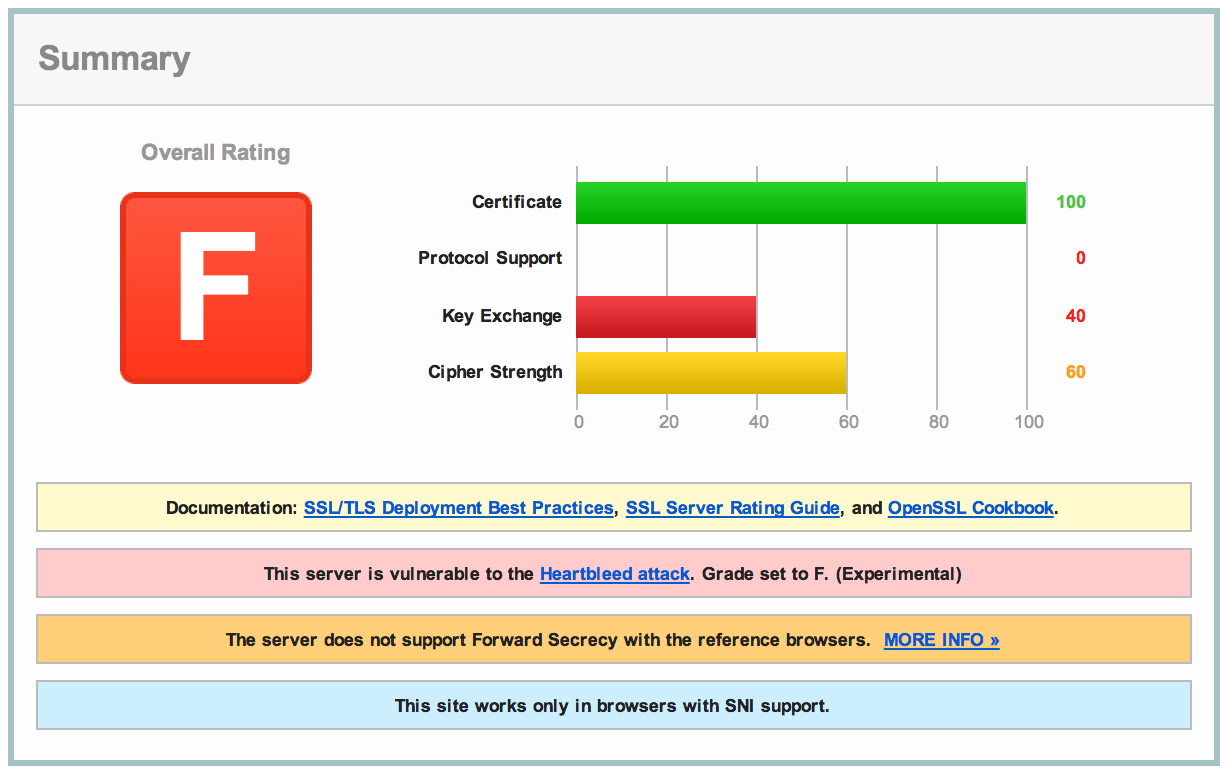 Summary
Overall Rating
F
Certificate 100
Protocol Support 0
Key Exchange 40
Cipher Strength 60
0 20 40 60 80 100
Documentation: SSL/TLS Deployment Best Practices, SSL Server Rating Guide, and OpenSSL Cookbook.
This server is vulnerable to the Heartbleed attack. Grade set to F. (Experimental)
The server does not support Forward Secrecy with the reference browsers. MORE INFO »
This site works only in browsers with SNI support.